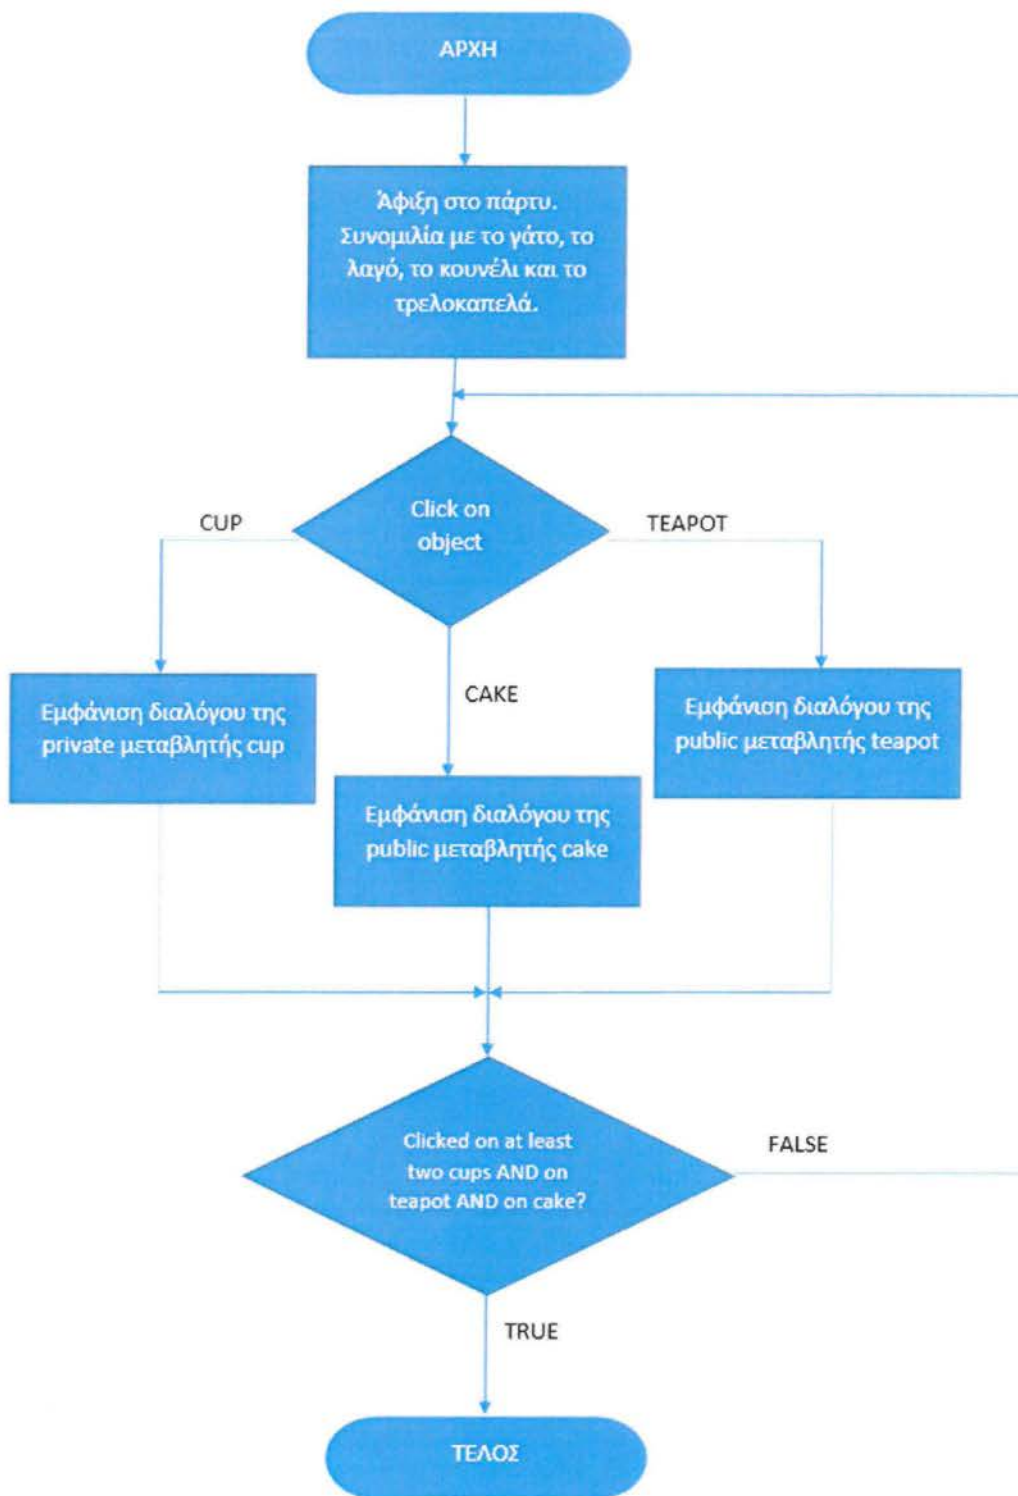 ΑΡΧΗ
Άφιξη στο πάρτυ.
Συνομιλία με το γάτο, το
λαγό, το κουνέλι και το
τρελοκαπελά.
Click on
object
CUP
TEAPOT
CAKE
Εμφάνιση διαλόγου της
private μεταβλητής cup
Εμφάνιση διαλόγου της
public μεταβλητής teapot
Εμφάνιση διαλόγου της
public μεταβλητής cake
Clicked on at least
two cups AND on
teapot AND on cake?
FALSE
TRUE
ΤΕΛΟΣ